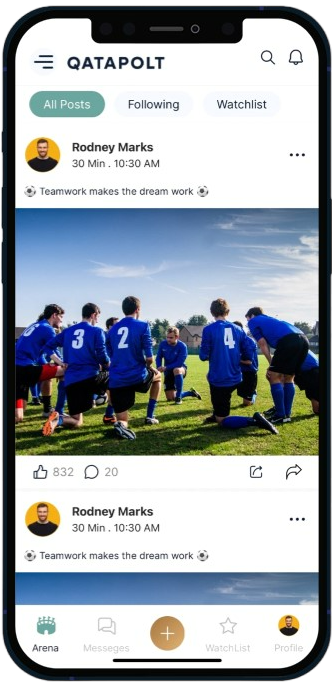 QATAPOLT
All Posts Following Watchlist
Rodney Marks
30 Min . 10:30 AM
⚽ Teamwork makes the dream work ⚽
3 2 4
832 20
Rodney Marks
30 Min . 10:30 AM
⚽ Teamwork makes the dream work ⚽
Arena Messeges WatchList Profile